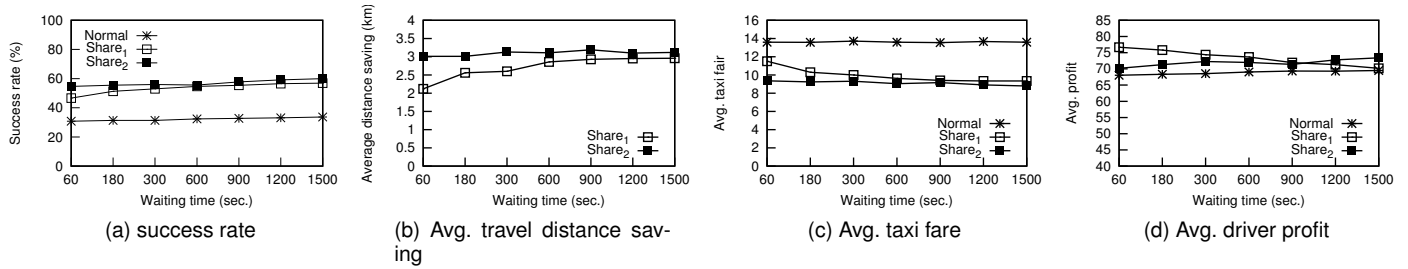 Success rate (%)
100
80
60
40
20
0
Normal
Share1
Share2
60 180 300 600 900 1200 1500
Waiting time (sec.)
(a) success rate
Average distance saving (km)
4
3.5
3
2.5
2
1.5
1
0.5
0
Share1
Share2
60 180 300 600 900 1200 1500
Waiting time (sec.)
(b) Avg. travel distance sav-
ing
Avg. taxi fair
16
14
12
10
8
6
4
2
0
Normal
Share1
Share2
60 180 300 600 900 1200 1500
Waiting time (sec.)
(c) Avg. taxi fare
Avg. profit
85
80
75
70
65
60
55
50
45
40
Normal
Share1
Share2
60 180 300 600 900 1200 1500
Waiting time (sec.)
(d) Avg. driver profit